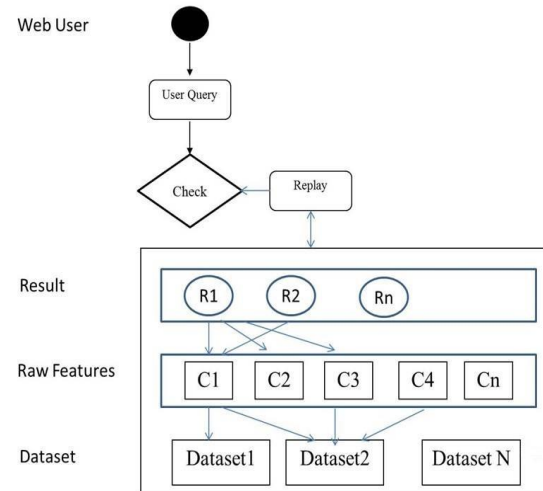 Web User
User Query
Check
Replay
Result
R1 R2 Rn
Raw Features
C1 C2 C3 C4 Cn
Dataset
Dataset1 Dataset2 Dataset N